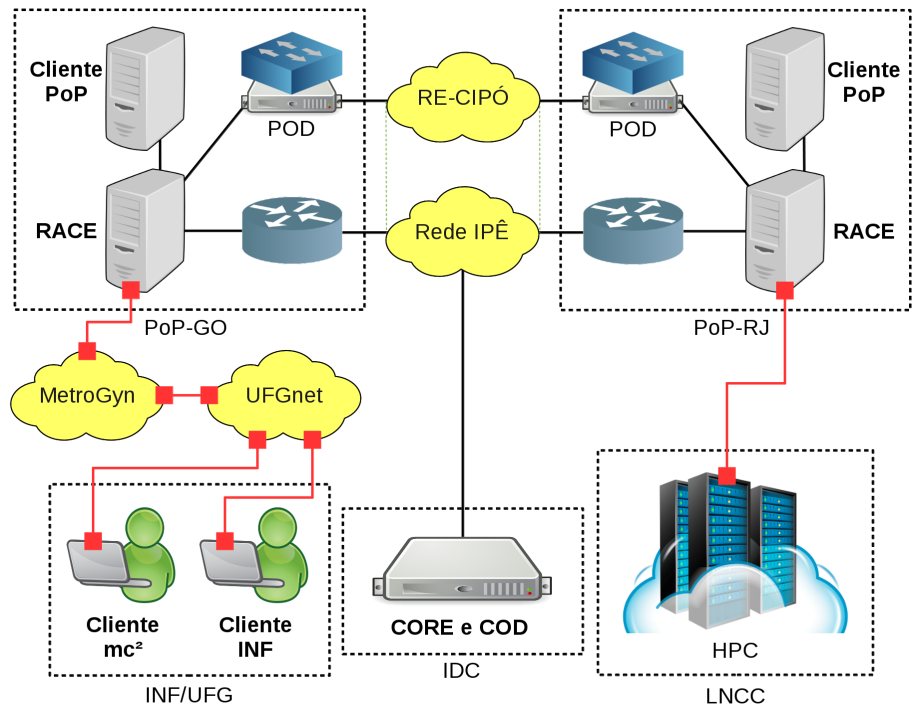 Cliente
PoP
POD
RE-CIPÓ
POD
Cliente
PoP
RACE
Rede IPÊ
RACE
PoP-GO
PoP-RJ
MetroGyn
UFGnet
Cliente
mc²
Cliente
INF
CORE e COD
HPC
INF/UFG
IDC
LNCC